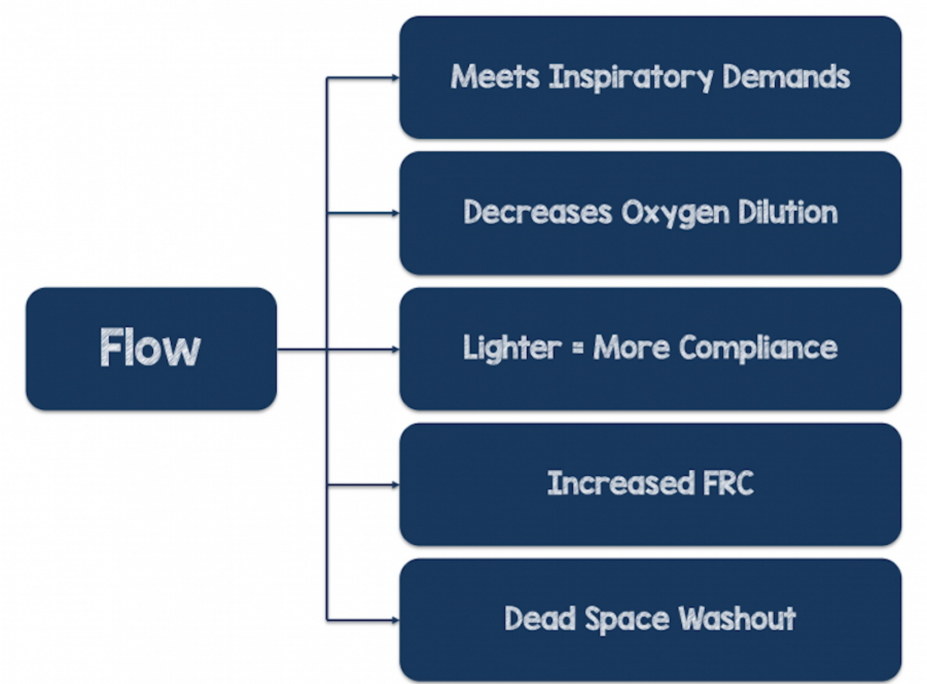 Meets Inspiratory Demands
Decreases Oxygen Dilution
Flow
Lighter = More Compliance
Increased FRC
Dead Space Washout